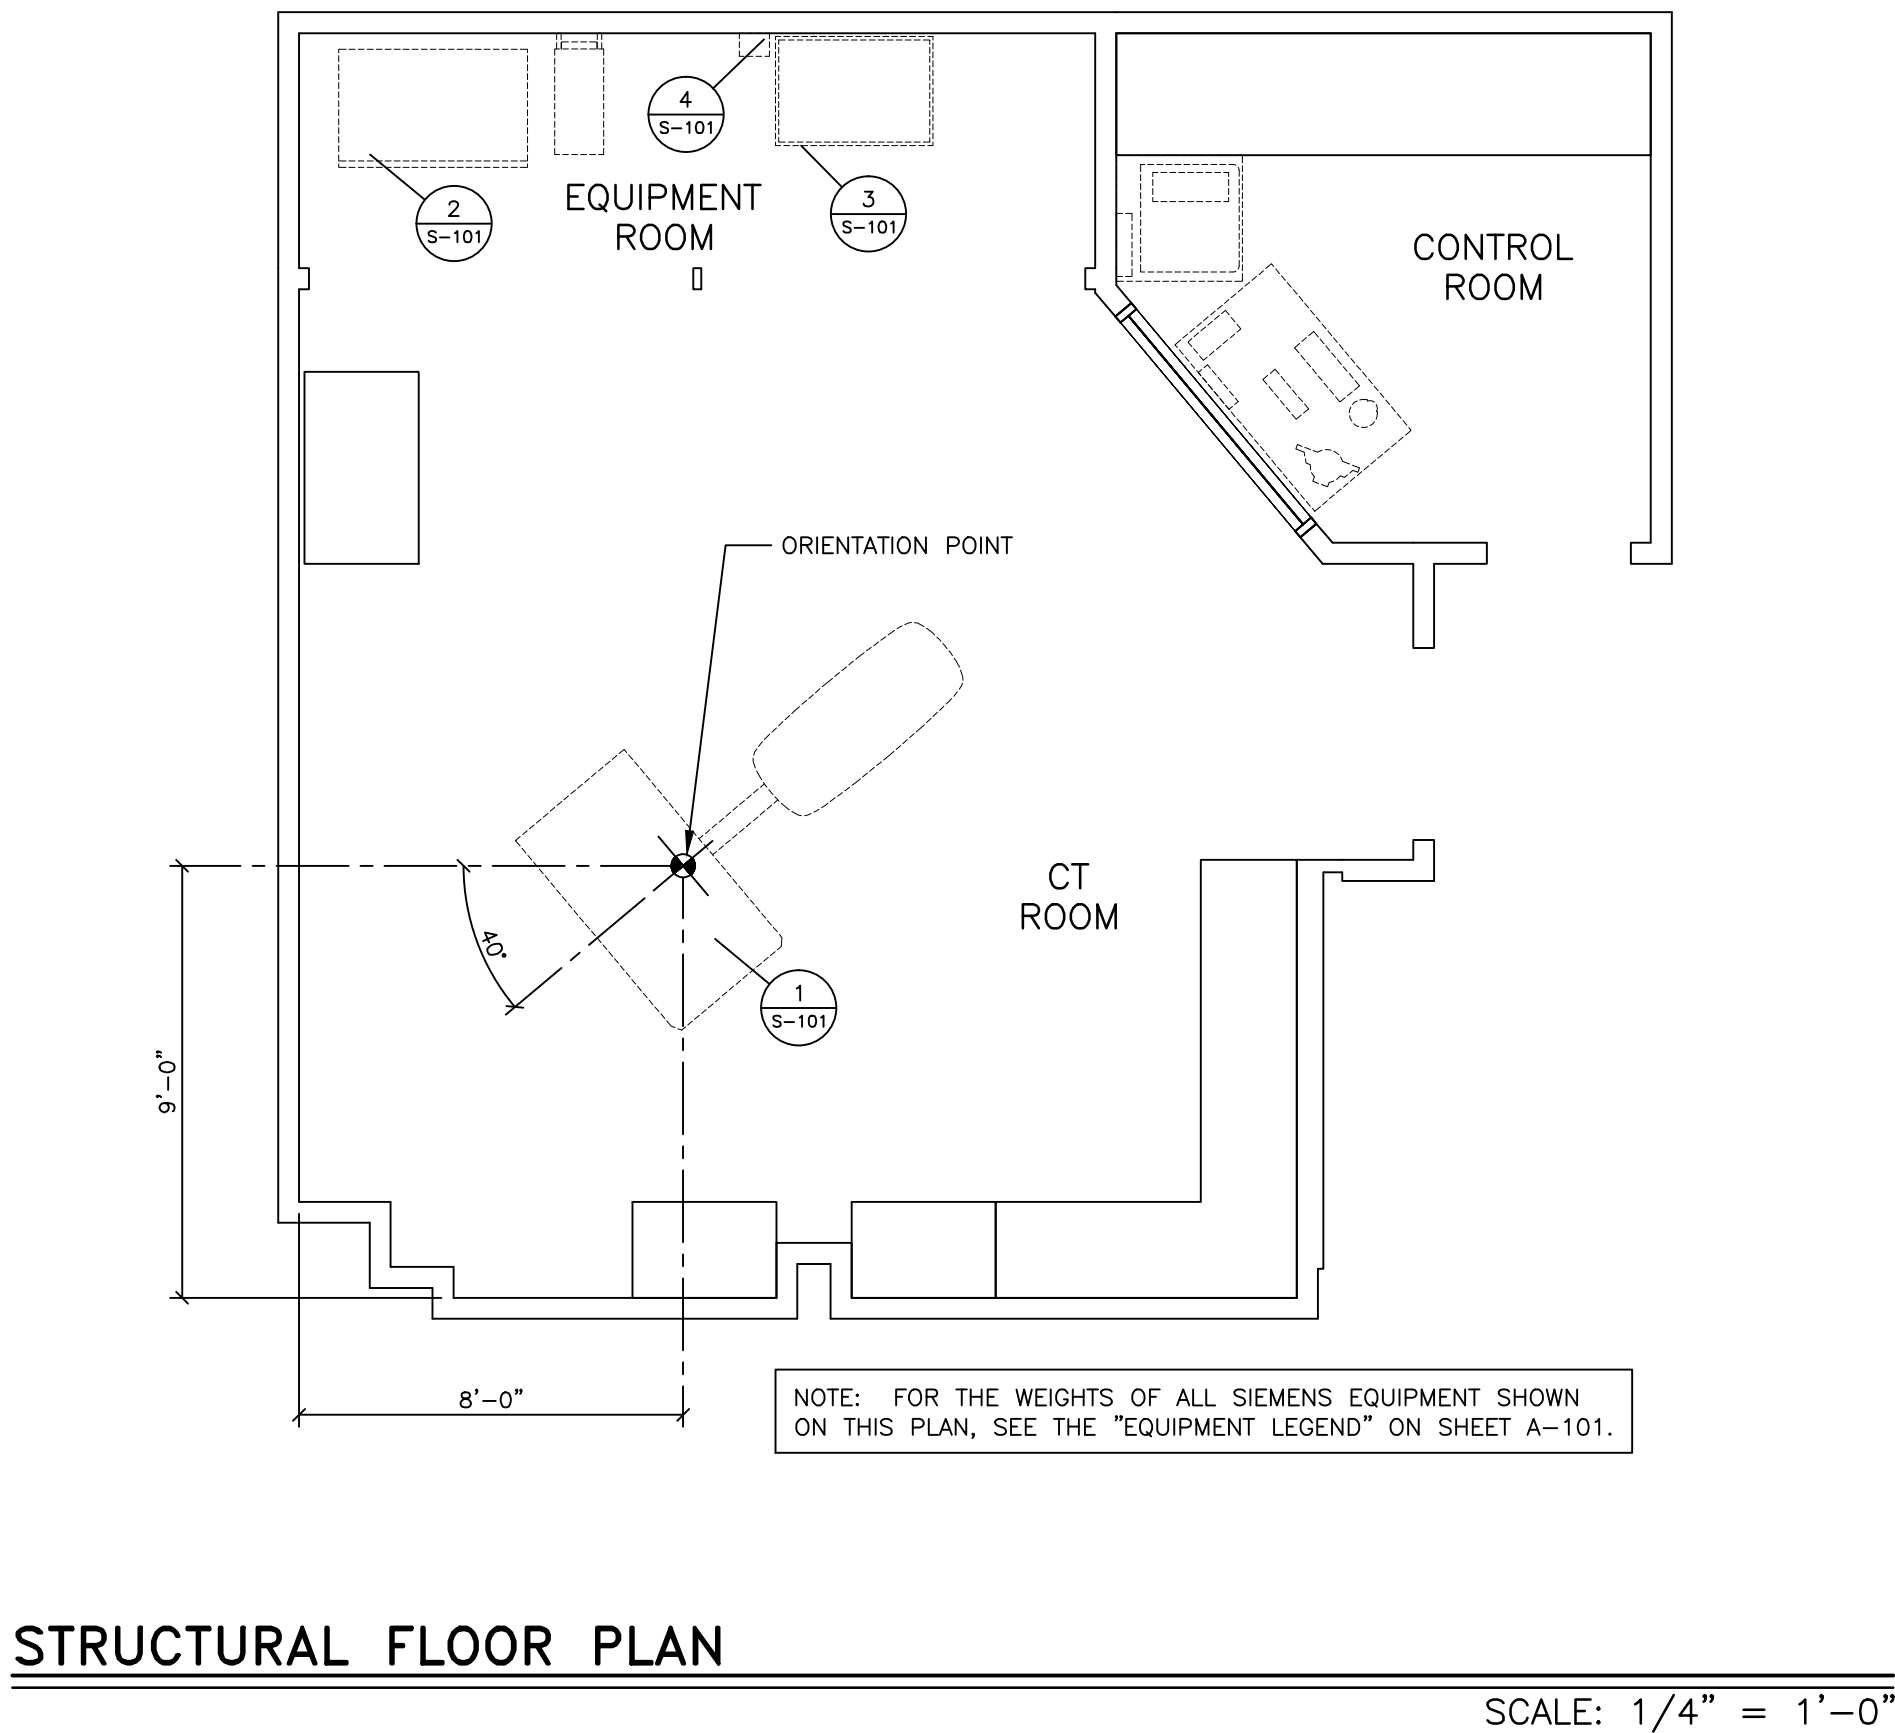 4
S-101
2
S-101
EQUIPMENT
ROOM
3
S-101
CONTROL
ROOM
ORIENTATION POINT
CT
ROOM
40°
1
S-101
9'-0"
8'-0"
NOTE: FOR THE WEIGHTS OF ALL SIEMENS EQUIPMENT SHOWN
ON THIS PLAN, SEE THE "EQUIPMENT LEGEND" ON SHEET A-101.
STRUCTURAL FLOOR PLAN
SCALE: 1/4" = 1'-0"